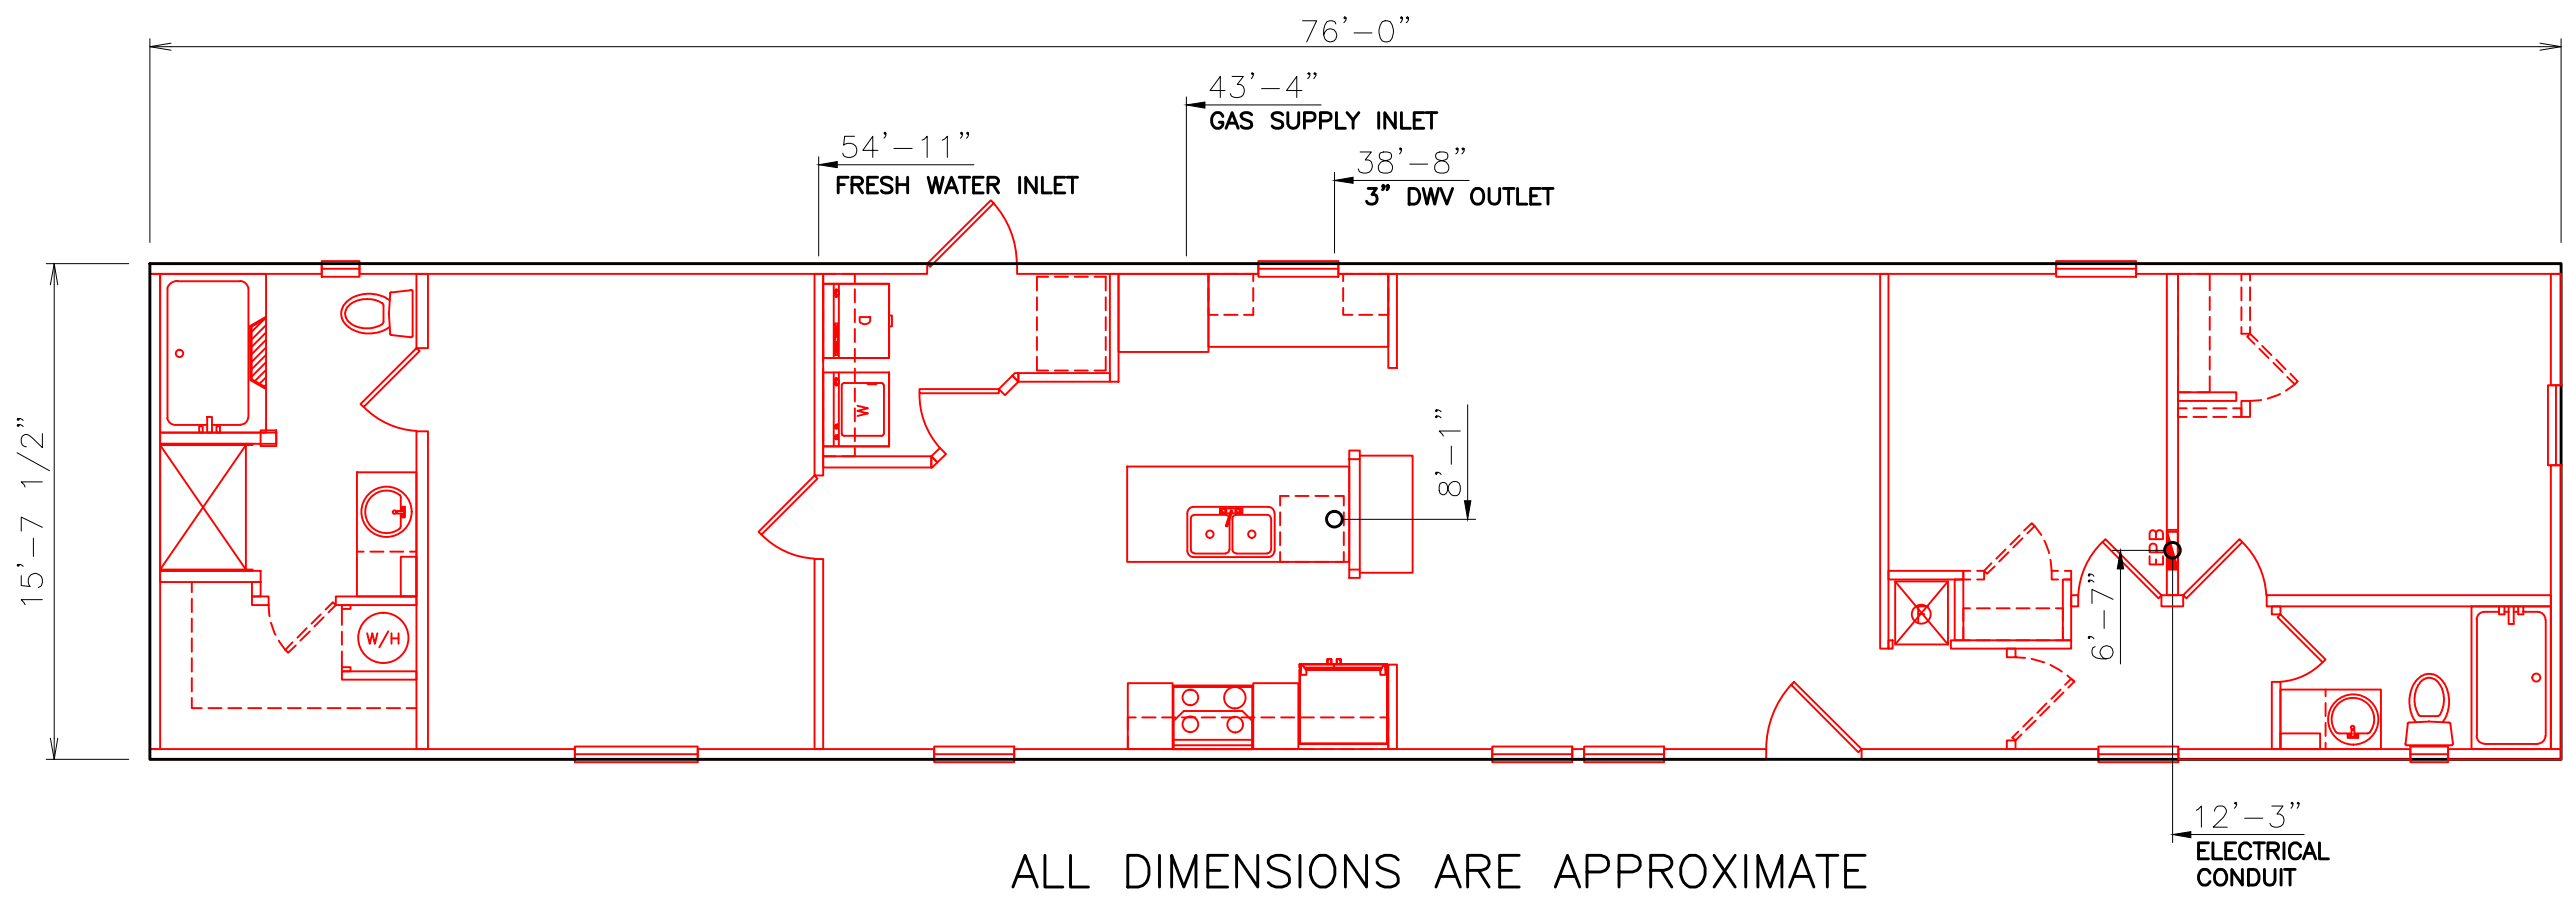 76'-0"
43'-4"
GAS SUPPLY INLET
54'-11"
FRESH WATER INLET
38'-8"
3" DWV OUTLET
D
W
15'-7 1/2"
8'-1"
EPB
6'-7"
W/H
12'-3"
ELECTRICAL
CONDUIT
ALL DIMENSIONS ARE APPROXIMATE